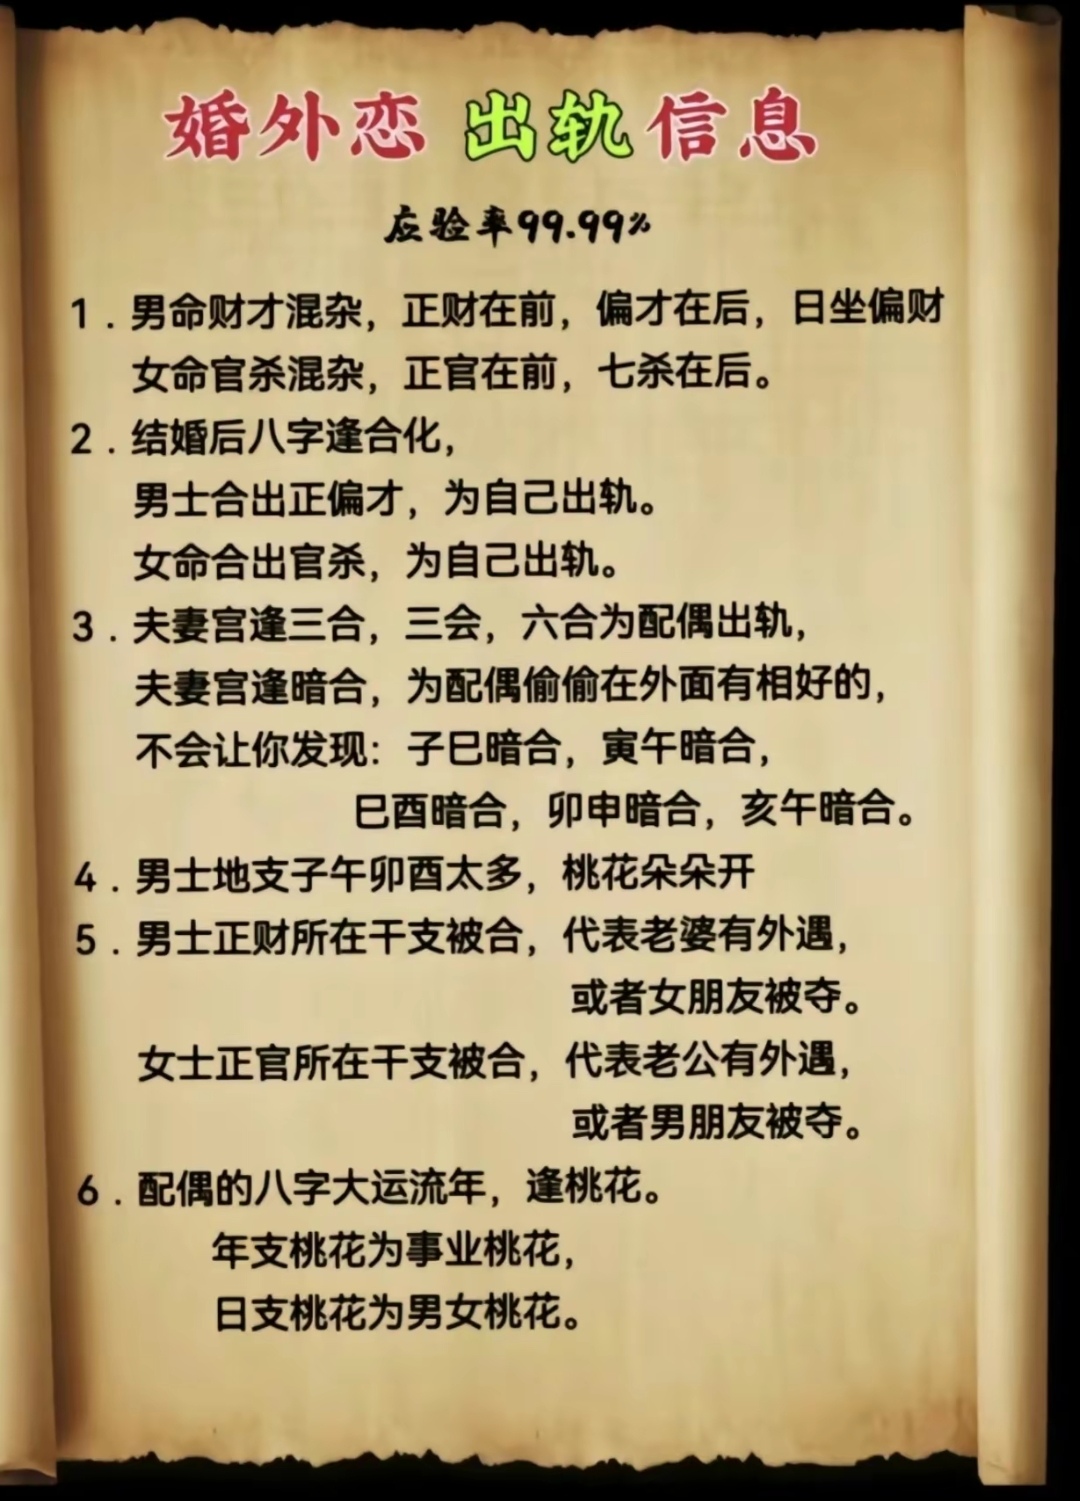 婚外恋 出轨信息
应验率99.99%
1．男命财才混杂，正财在前，偏才在后，日坐偏财
女命官杀混杂，正官在前，七杀在后。
2．结婚后八字逢合化，
男士合出正偏才，为自己出轨。
女命合出官杀，为自己出轨。
3．夫妻宫逢三合，三会，六合为配偶出轨，
夫妻宫逢暗合，为配偶偷偷在外面有相好的，
不会让你发现：子巳暗合，寅午暗合，
巳酉暗合，卯申暗合，亥午暗合。
4．男士地支子午卯酉太多，桃花朵朵开
5．男士正财所在干支被合，代表老婆有外遇，
或者女朋友被夺。
女士正官所在干支被合，代表老公有外遇，
或者男朋友被夺。
6．配偶的八字大运流年，逢桃花。
年支桃花为事业桃花，
日支桃花为男女桃花。